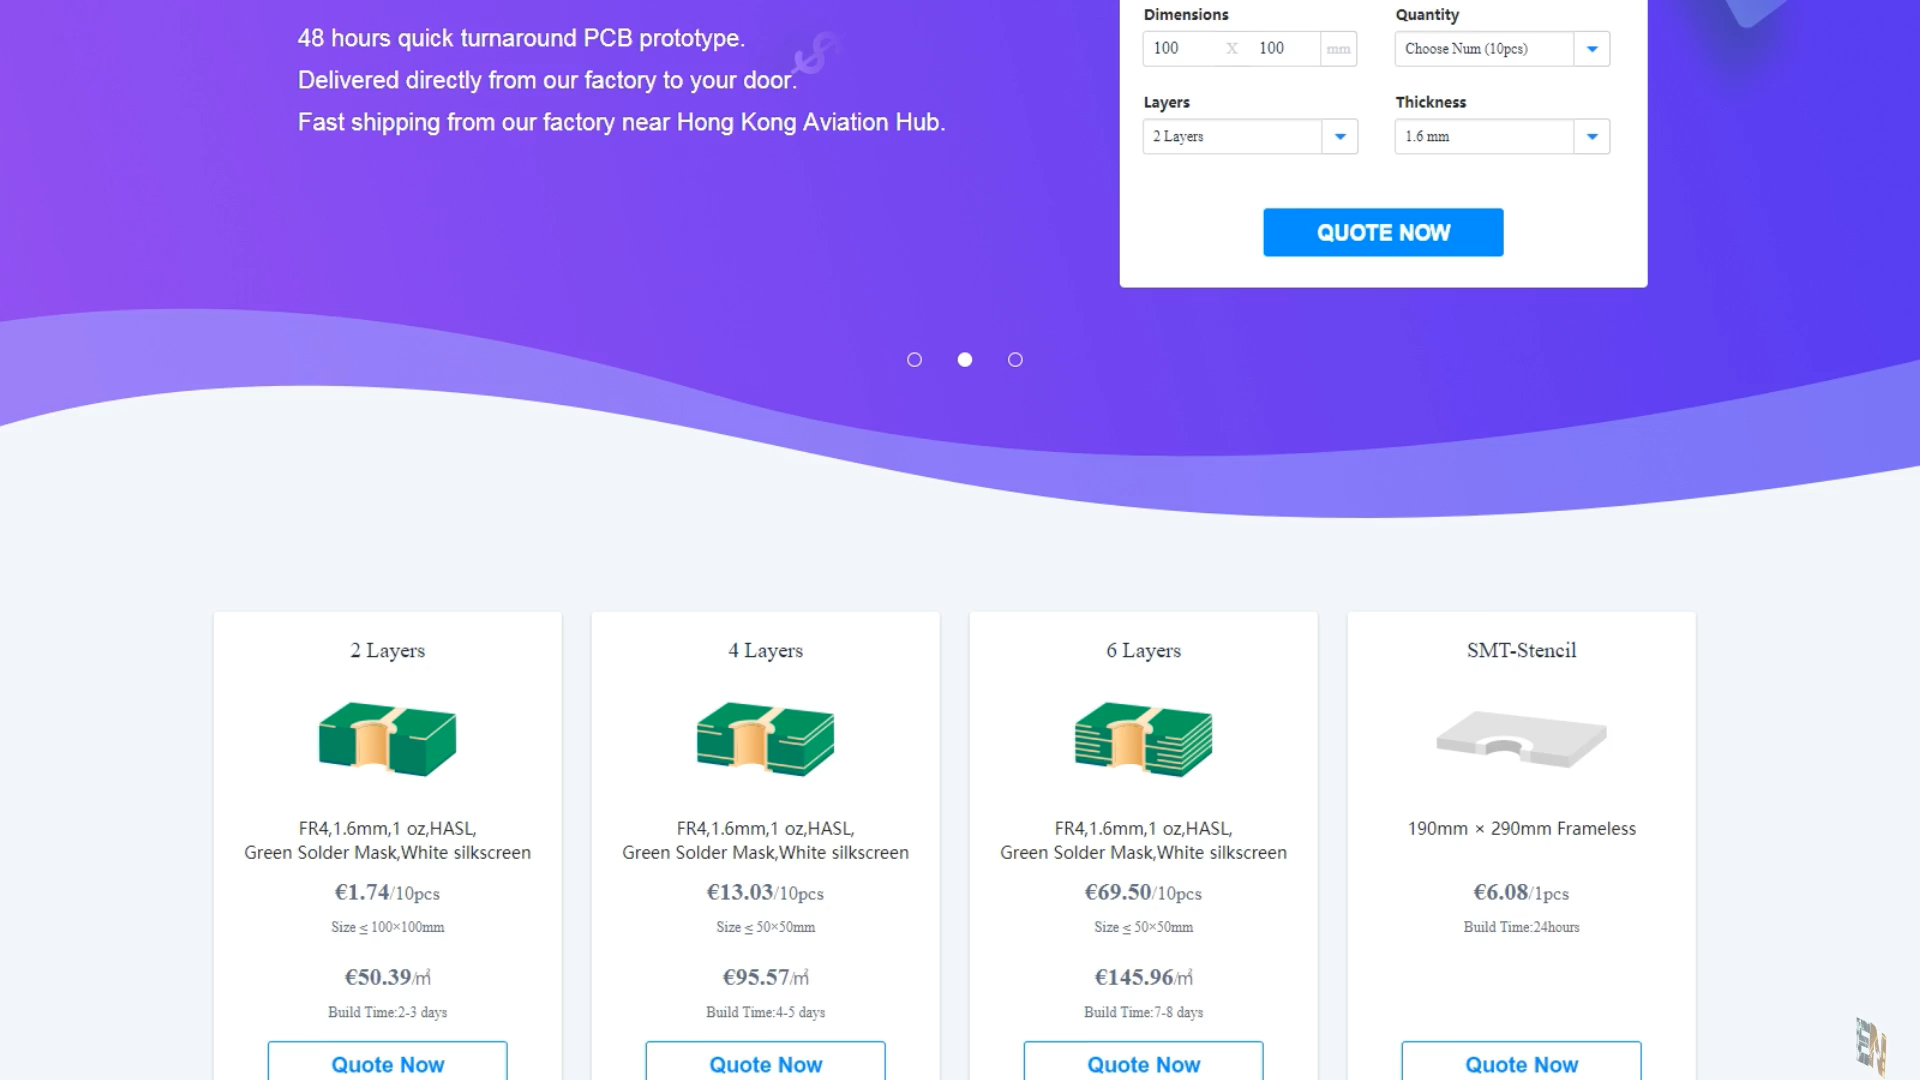 48 hours quick turnaround PCB prototype.
Delivered directly from our factory to your door.
Fast shipping from our factory near Hong Kong Aviation Hub.
Dimensions
Quantity
100 X 100 mm
Choose Num (10pcs)
Layers
Thickness
2 Layers
1.6 mm
QUOTE NOW
2 Layers
FR4,1.6mm,1 oz,HASL,
Green Solder Mask,White silkscreen
€1.74/10pcs
Size ≤ 100×100mm
€50.39/㎡
Build Time:2-3 days
Quote Now
4 Layers
FR4,1.6mm,1 oz,HASL,
Green Solder Mask,White silkscreen
€13.03/10pcs
Size ≤ 50×50mm
€95.57/㎡
Build Time:4-5 days
Quote Now
6 Layers
FR4,1.6mm,1 oz,HASL,
Green Solder Mask,White silkscreen
€69.50/10pcs
Size ≤ 50×50mm
€145.96/㎡
Build Time:7-8 days
Quote Now
SMT-Stencil
190mm × 290mm Frameless
€6.08/1pcs
Build Time:24hours
Quote Now